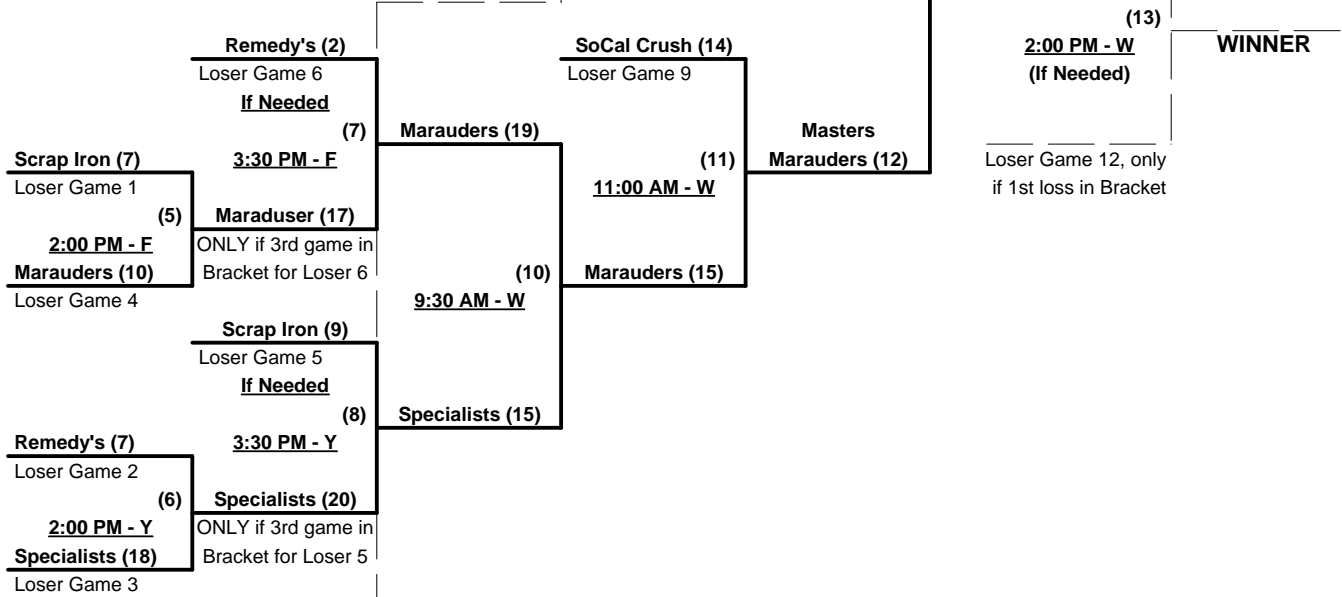 (13)
2:00 PM - W
(If Needed)
WINNER
Remedy's (2)
Loser Game 6
If Needed
(7)
3:30 PM - F
SoCal Crush (14)
Loser Game 9
Marauders (19)
Masters
Marauders (12)
(11)
11:00 AM - W
Loser Game 12, only
if 1st loss in Bracket
Scrap Iron (7)
Loser Game 1
(5)
2:00 PM - F
Marauders (10)
Loser Game 4
Maraduser (17)
ONLY if 3rd game in
Bracket for Loser 6
(10)
9:30 AM - W
Marauders (15)
Scrap Iron (9)
Loser Game 5
If Needed
(8)
3:30 PM - Y
Specialists (15)
Remedy's (7)
Loser Game 2
(6)
2:00 PM - Y
Specialists (18)
Loser Game 3
Specialists (20)
ONLY if 3rd game in
Bracket for Loser 5